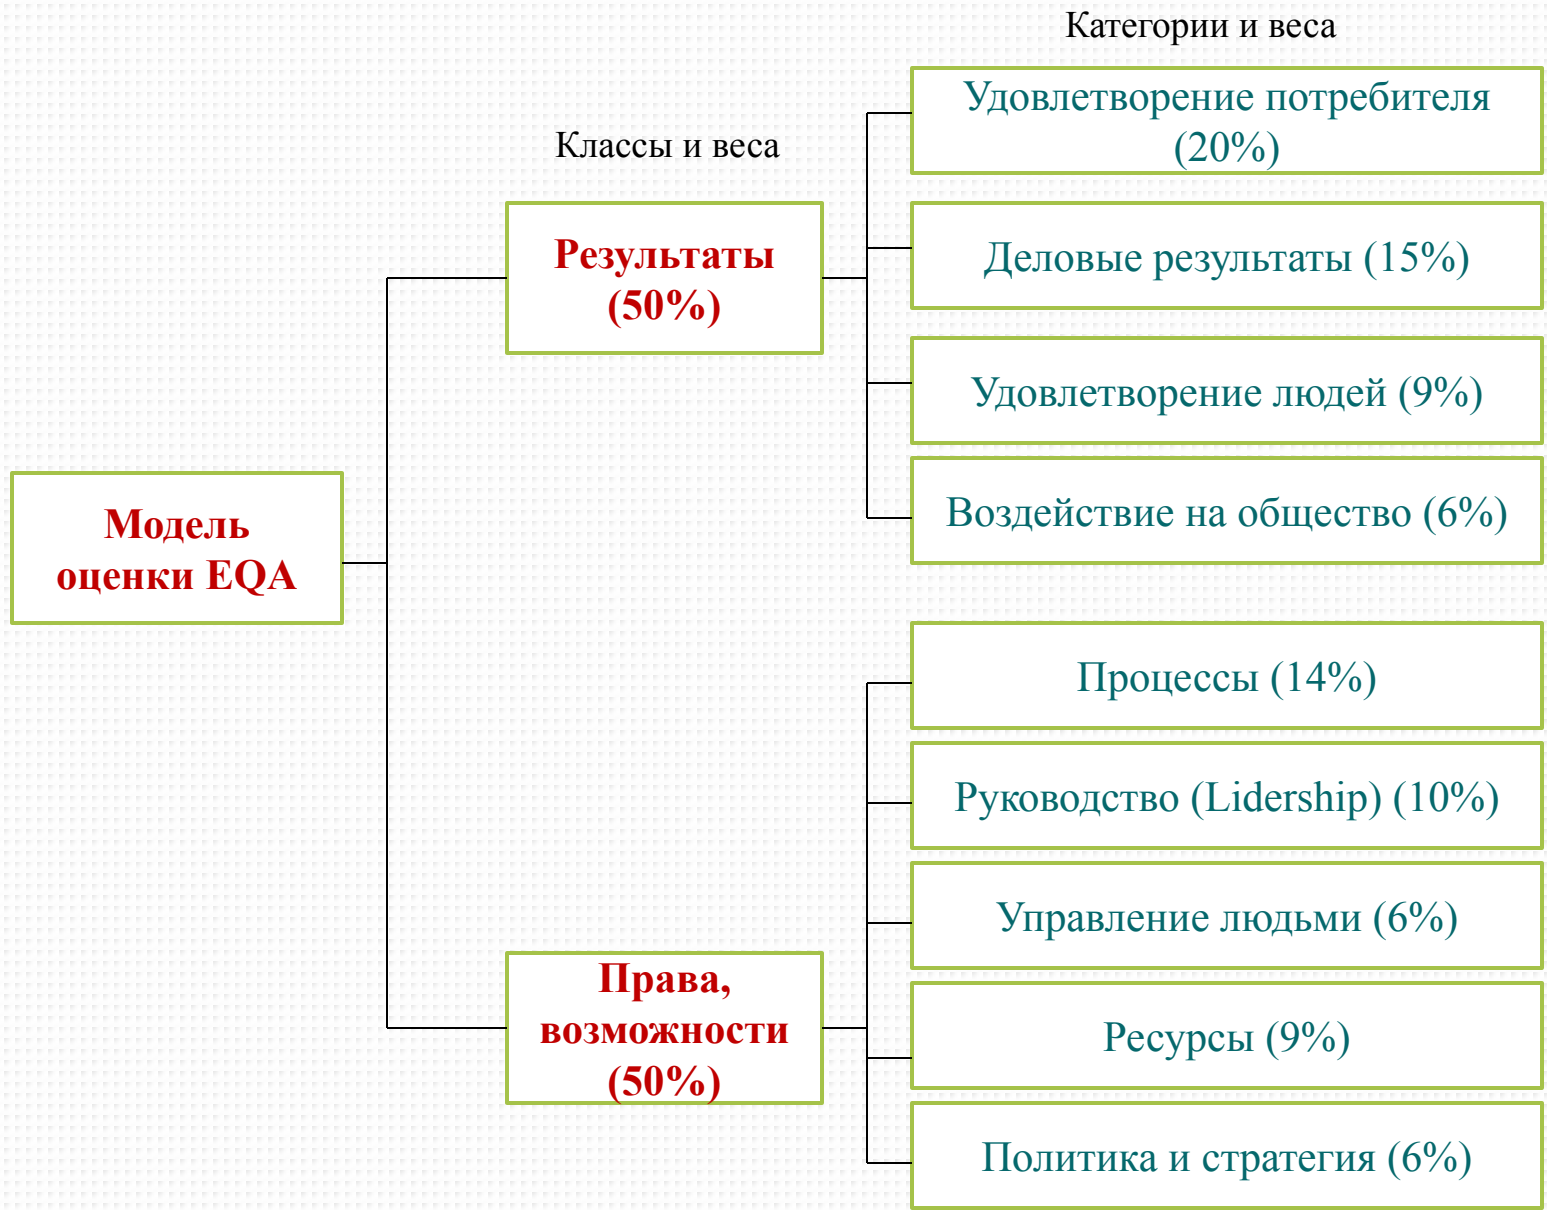 Категории и веса
Удовлетворение потребителя
(20%)
Классы и веса
Результаты
(50%)
Деловые результаты (15%)
Удовлетворение людей (9%)
Воздействие на общество (6%)
Модель
оценки EQA
Процессы (14%)
Руководство (Lidership) (10%)
Управление людьми (6%)
Права,
возможности
(50%)
Ресурсы (9%)
Политика и стратегия (6%)